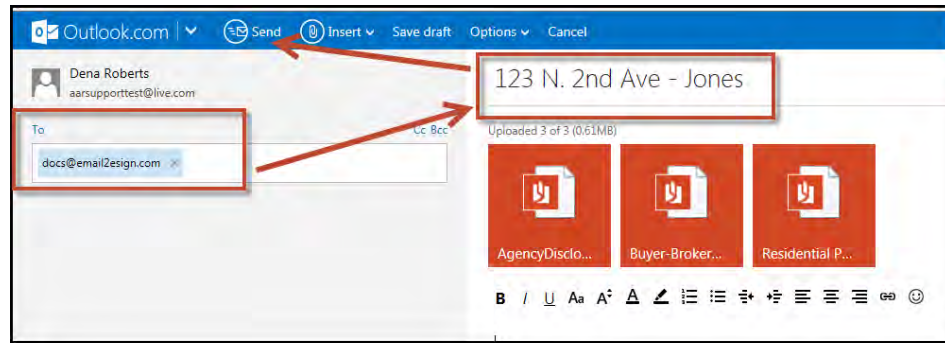 Outlook.com Send Insert Save draft Options Cancel
Dena Roberts
aarsupporttest@live.com
To Cc Bcc
docs@email2esign.com ×
123 N. 2nd Ave - Jones
Uploaded 3 of 3 (0.61MB)
AgencyDisclo... Buyer-Broker... Residential P...
B I U Aa A A